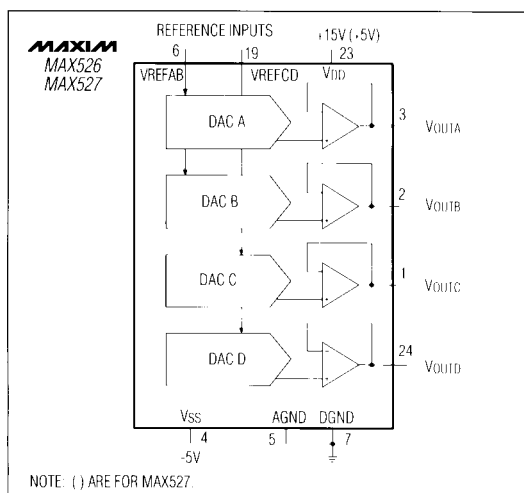 REFERENCE INPUTS
+15V (+5V)
MAXIM
MAX526
MAX527
6
19
23
VREFAB
VREFCD
VDD
DAC A
3
VOUTA
DAC B
2
VOUTB
DAC C
1
VOUTC
DAC D
24
VOUTD
VSS
AGND
DGND
4
5
7
-5V
NOTE: ( ) ARE FOR MAX527.